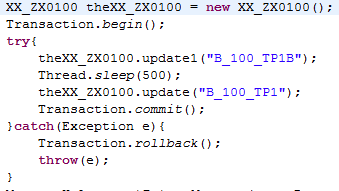 XX_ZX0100 theXX_ZX0100 = new XX_ZX0100();
Transaction.begin();
try{
theXX_ZX0100.update1("B_100_TP1B");
Thread.sleep(500);
theXX_ZX0100.update("B_100_TP1");
Transaction.commit();
}catch(Exception e){
Transaction.rollback();
throw(e);
}